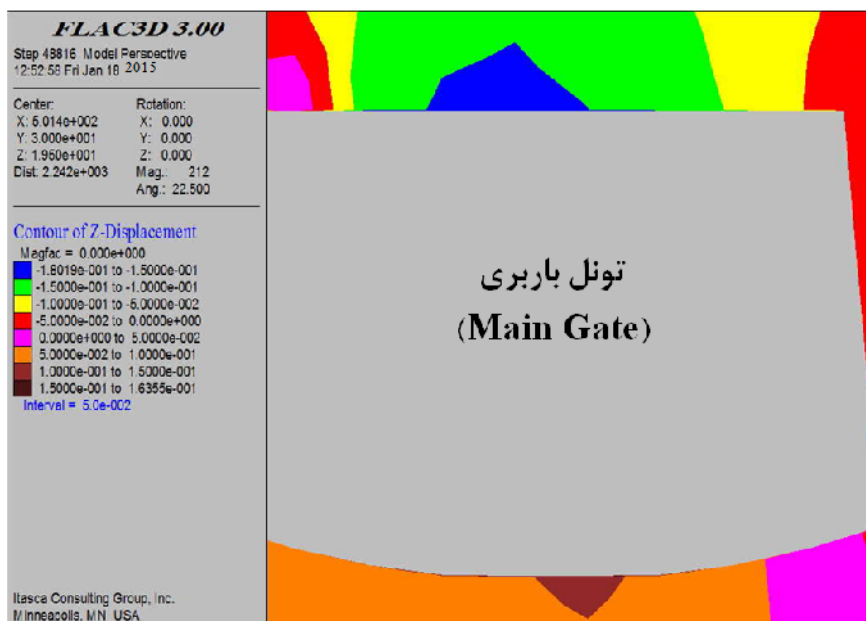 FLAC3D 3.00
Step 48816 Model Perspective
12:52:58 Fri Jan 18 2015
Center:
X: 5.014e+002
Y: 3.000e+001
Z: 1.950e+001
Dist: 2.242e+003
Rotation:
X: 0.000
Y: 0.000
Z: 0.000
Mag.: 212
Ang.: 22.500
Contour of Z-Displacement
Magfac = 0.000e+000
-1.8019e-001 to -1.5000e-001
-1.5000e-001 to -1.0000e-001
-1.0000e-001 to -5.0000e-002
-5.0000e-002 to 0.0000e+000
0.0000e+000 to 5.0000e-002
5.0000e-002 to 1.0000e-001
1.0000e-001 to 1.5000e-001
1.5000e-001 to 1.6355e-001
Interval = 5.0e-002
تونل باربری
(Main Gate)
Itasca Consulting Group, Inc.
Minneapolis, MN USA